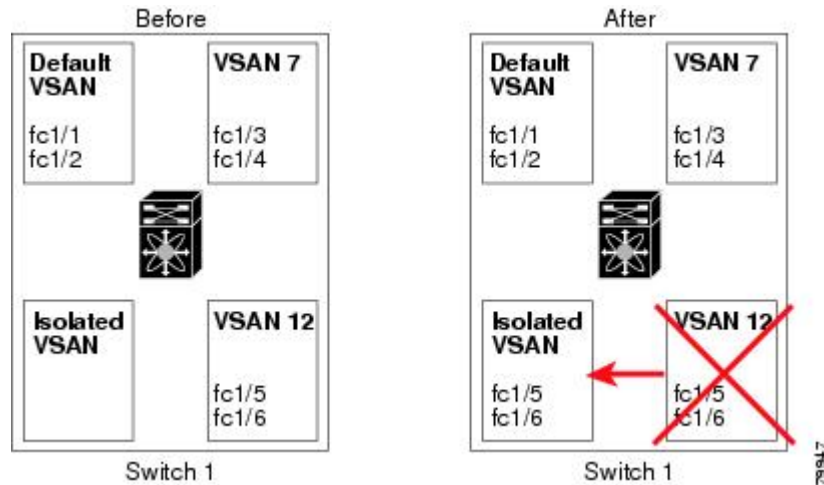 Before
Default
VSAN
fc1/1
fc1/2
VSAN 7
fc1/3
fc1/4
Isolated
VSAN
VSAN 12
fc1/5
fc1/6
Switch 1
After
Default
VSAN
fc1/1
fc1/2
VSAN 7
fc1/3
fc1/4
Isolated
VSAN
fc1/5
fc1/6
VSAN 12
fc1/5
fc1/6
Switch 1
79947